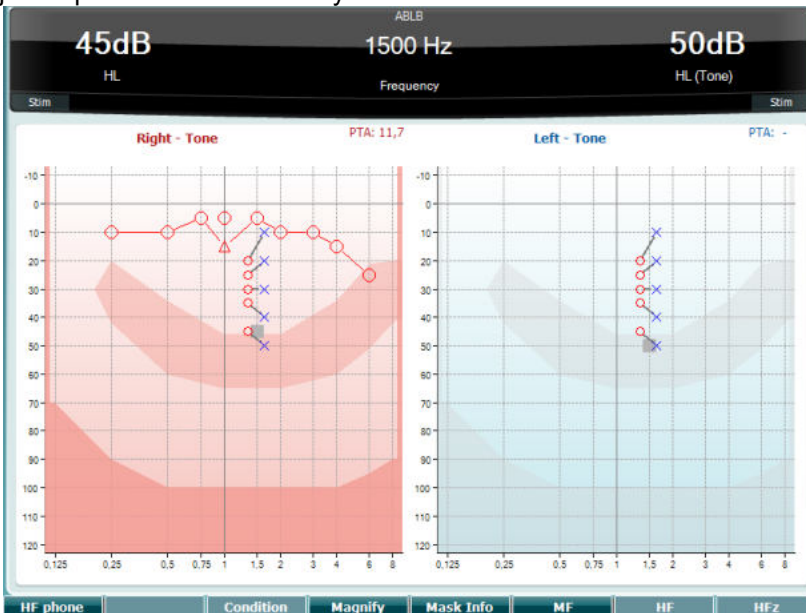 ABLB
45dB 1500 Hz 50dB
HL Frequency HL (Tone)
Stim Stim
Right - Tone PTA: 11,7 Left - Tone PTA: -
-10 -10
0 0
10 10
20 20
30 30
40 40
50 50
60 60
70 70
80 80
90 90
100 100
110 110
120 120
0,125 0,25 0,5 0,75 1 1,5 2 3 4 6 8 0,125 0,25 0,5 0,75 1 1,5 2 3 4 6 8
HF phone Condition Magnify Mask Info MF HF HFz